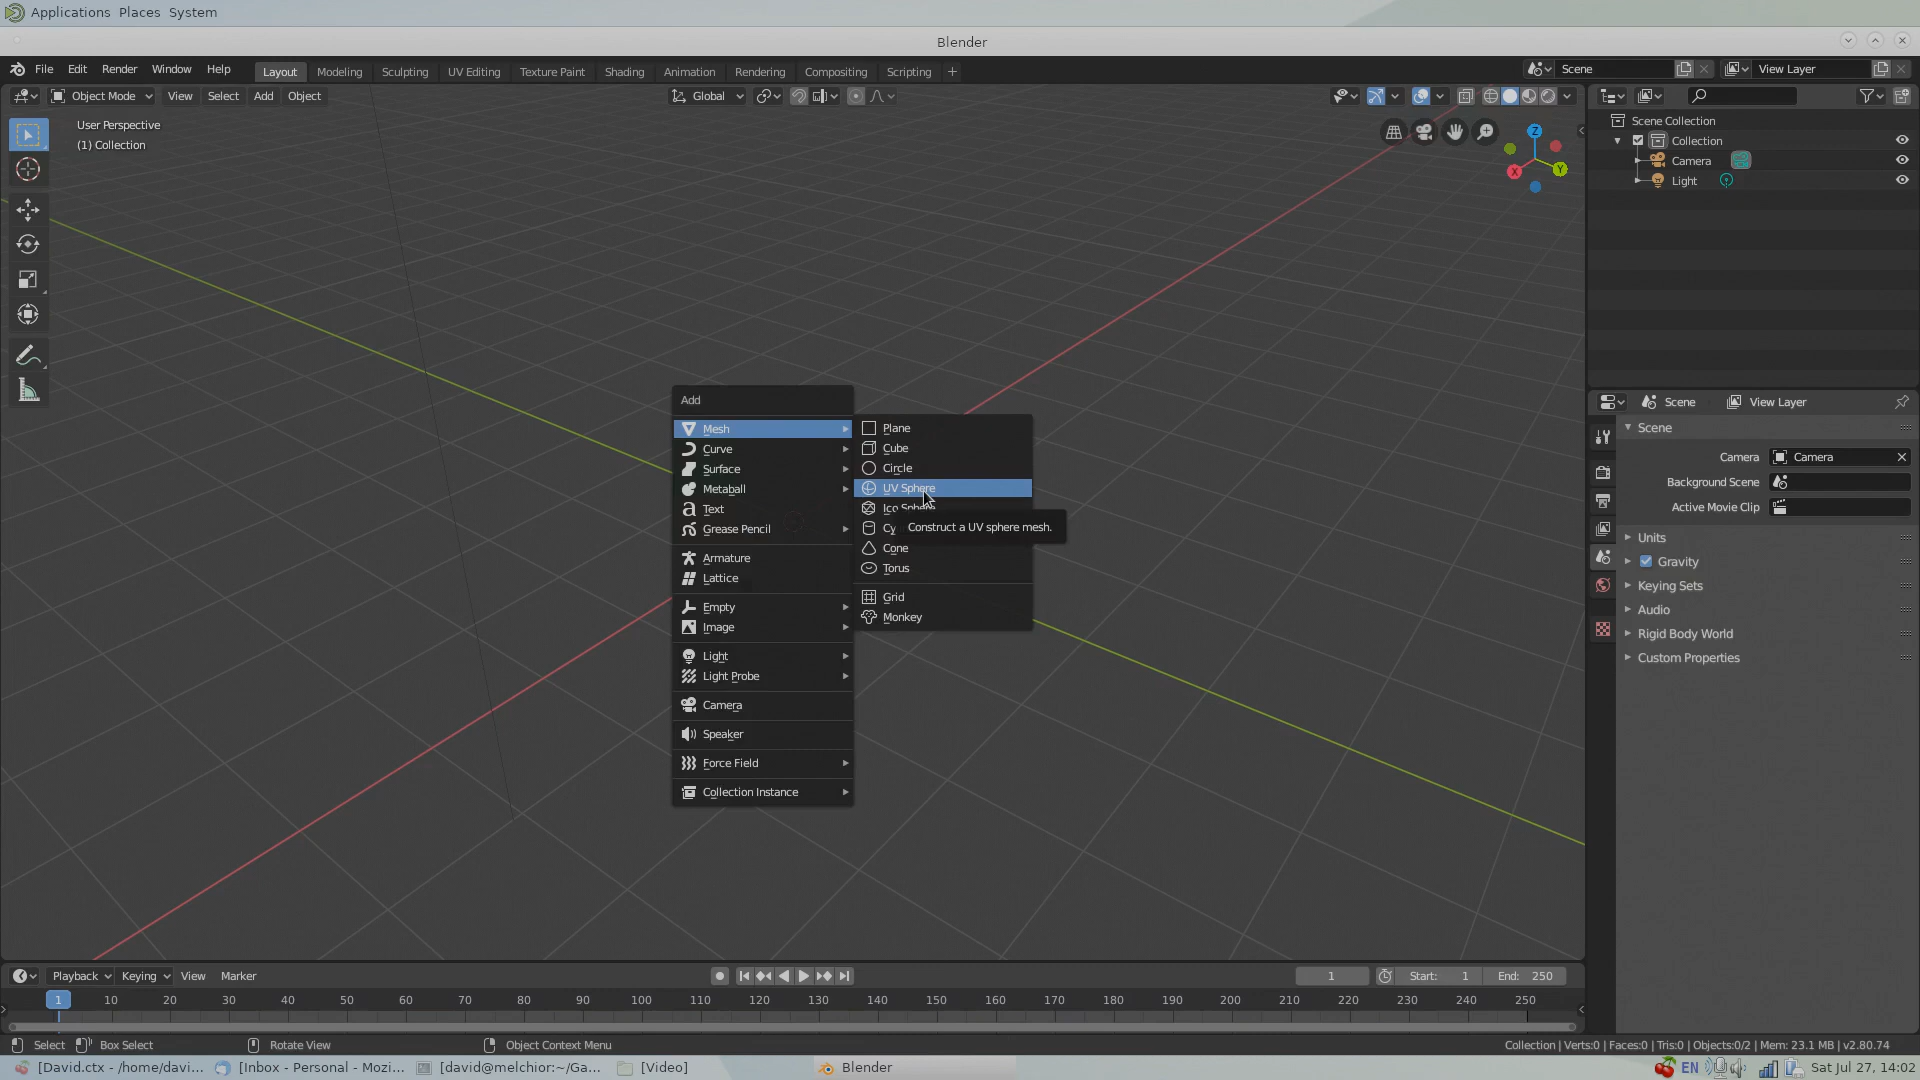 Applications Places System
Blender
File Edit Render Window Help
Layout Modeling Sculpting UV Editing Texture Paint Shading Animation Rendering Compositing Scripting +
Scene
View Layer
Object Mode View Select Add Object
Global
User Perspective
(1) Collection
Z
Y
X
Scene Collection
Collection
Camera
Light
Add
Mesh
Curve
Surface
Metaball
Text
Grease Pencil
Armature
Lattice
Empty
Image
Light
Light Probe
Camera
Speaker
Force Field
Collection Instance
Plane
Cube
Circle
UV Sphere
Ico Sphere
Cy
Construct a UV sphere mesh.
Cone
Torus
Grid
Monkey
Scene View Layer
Scene
Camera Camera
Background Scene
Active Movie Clip
Units
Gravity
Keying Sets
Audio
Rigid Body World
Custom Properties
Playback Keying View Marker
1 Start: 1 End: 250
1 10 20 30 40 50 60 70 80 90 100 110 120 130 140 150 160 170 180 190 200 210 220 230 240 250
Select Box Select Rotate View Object Context Menu
Collection | Verts:0 | Faces:0 | Tris:0 | Objects:0/2 | Mem: 23.1 MB | v2.80.74
[David.ctx - /home/davi... [Inbox - Personal - Mozi... [david@melchior:~/Ga... [Video] Blender
EN Sat Jul 27, 14:02